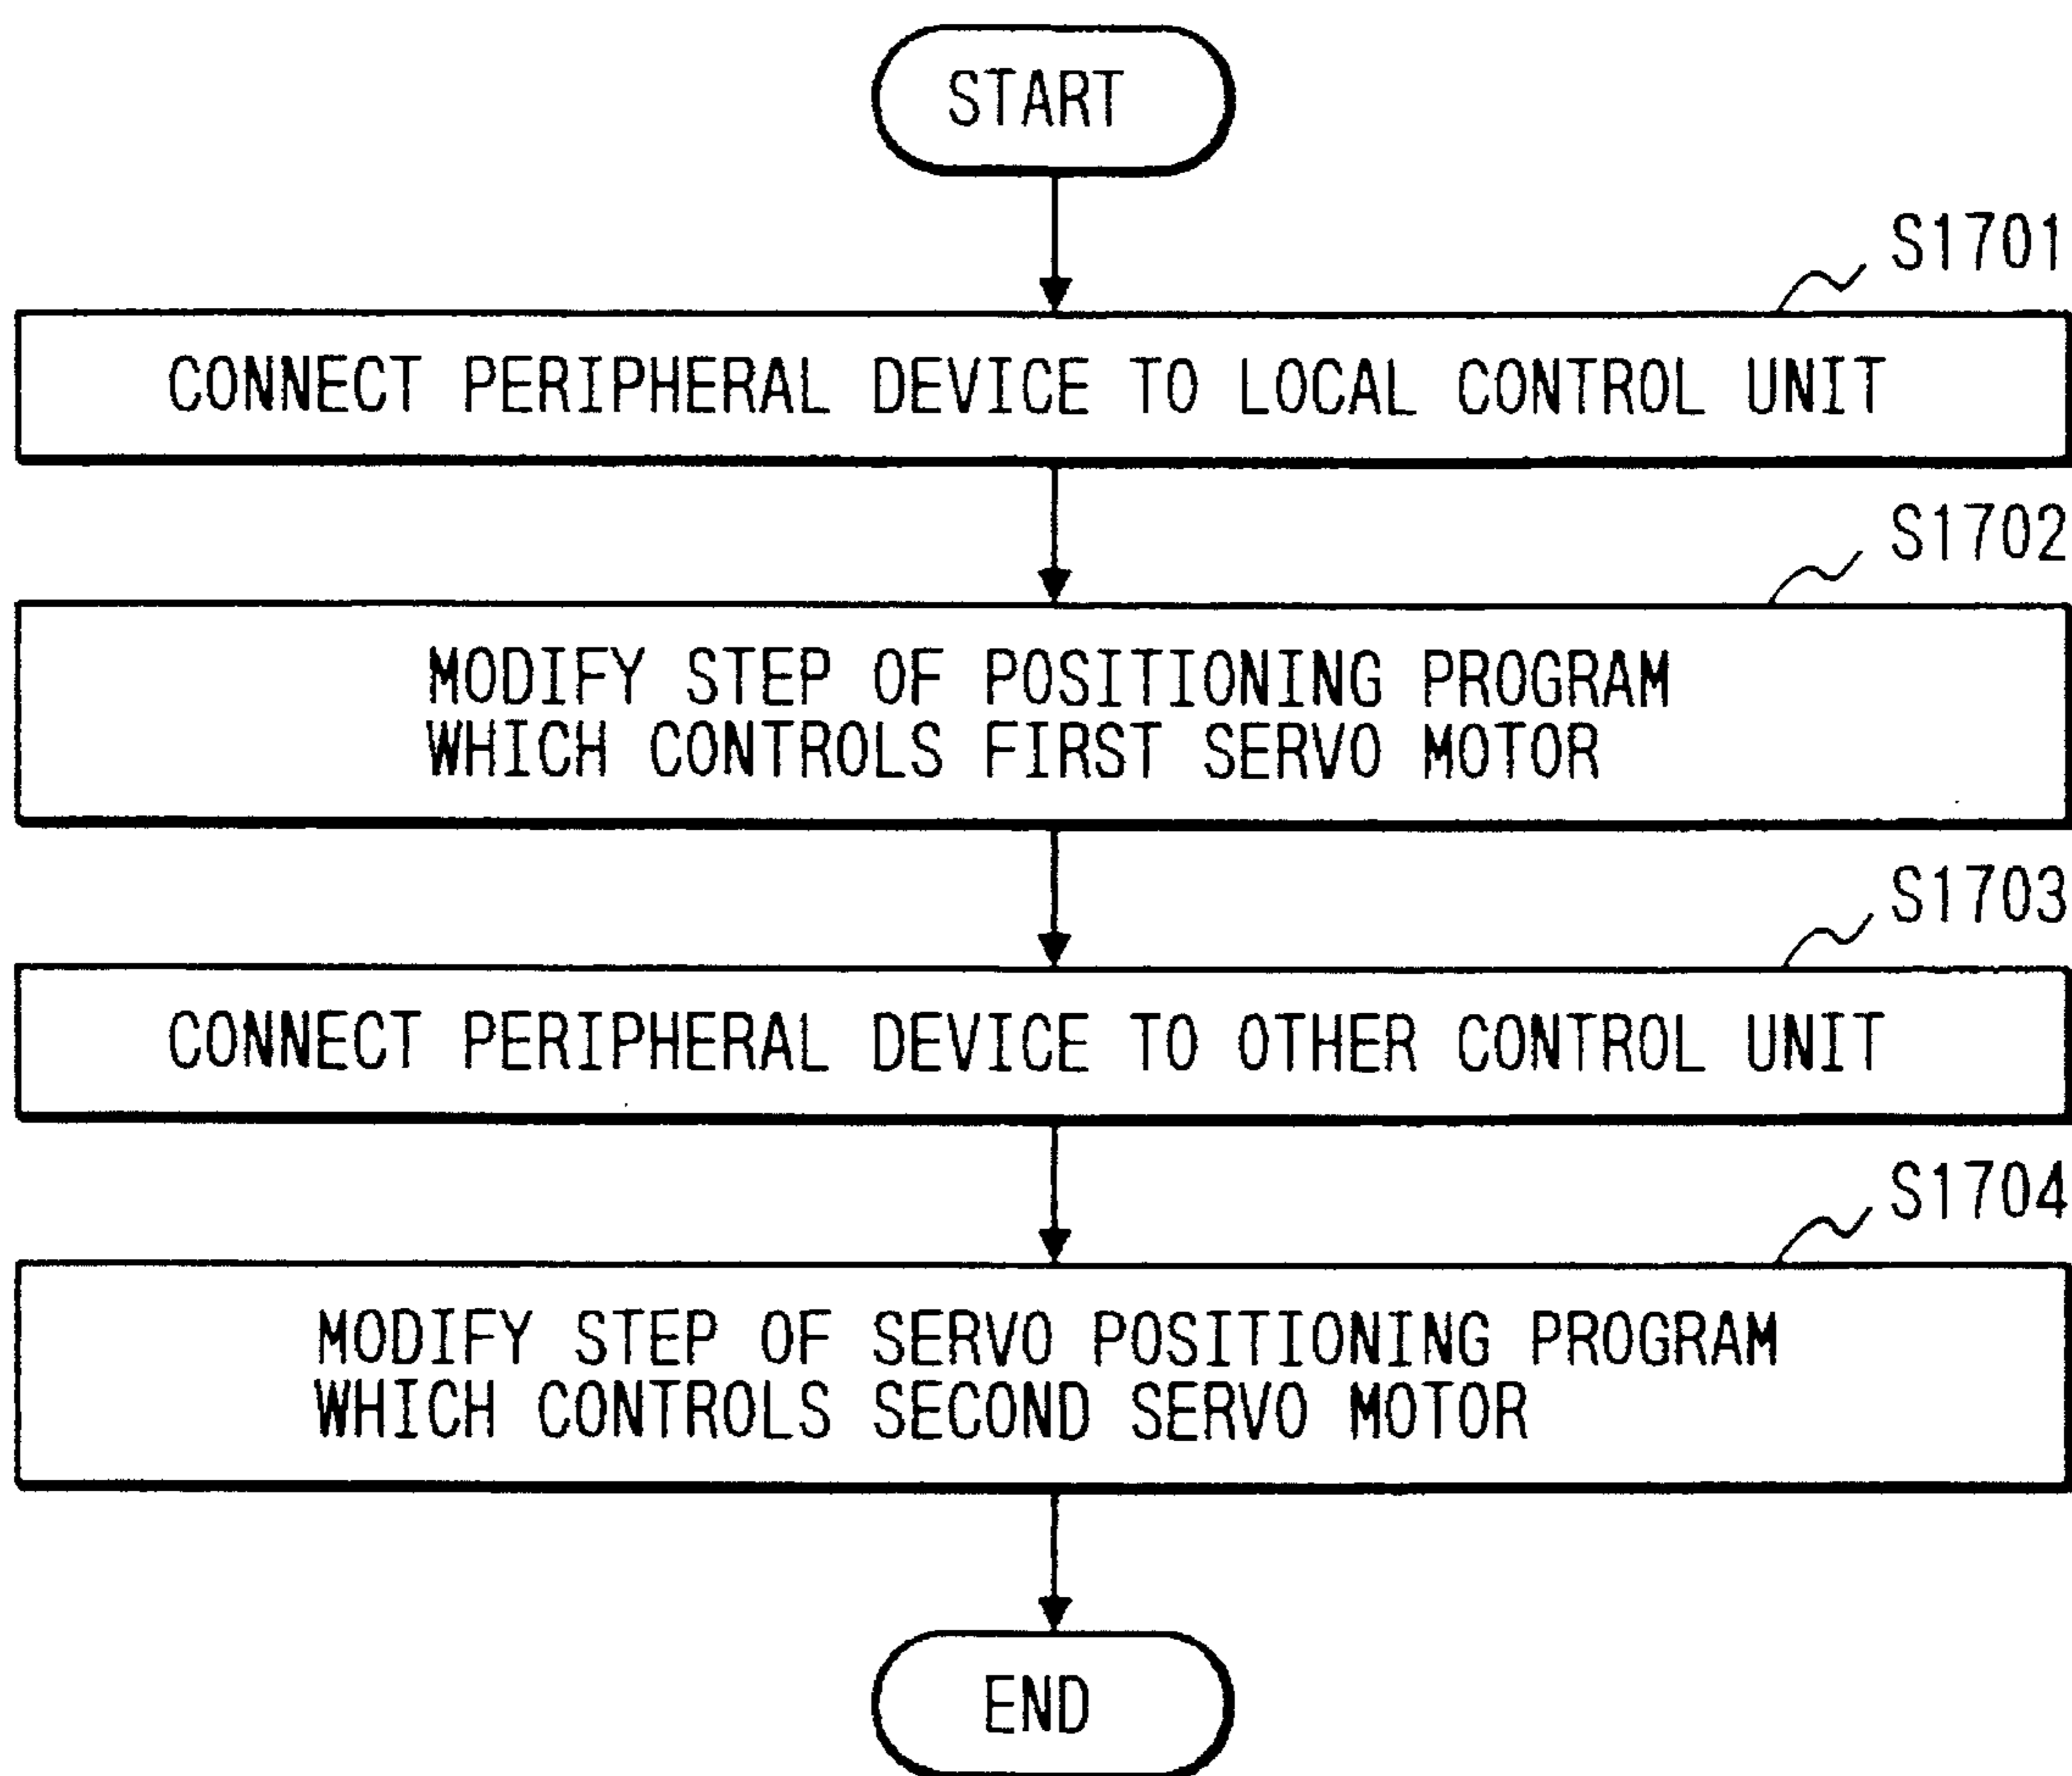 START
S1701
CONNECT PERIPHERAL DEVICE TO LOCAL CONTROL UNIT
S1702
MODIFY STEP OF POSITIONING PROGRAM
WHICH CONTROLS FIRST SERVO MOTOR
S1703
CONNECT PERIPHERAL DEVICE TO OTHER CONTROL UNIT
S1704
MODIFY STEP OF SERVO POSITIONING PROGRAM
WHICH CONTROLS SECOND SERVO MOTOR
END